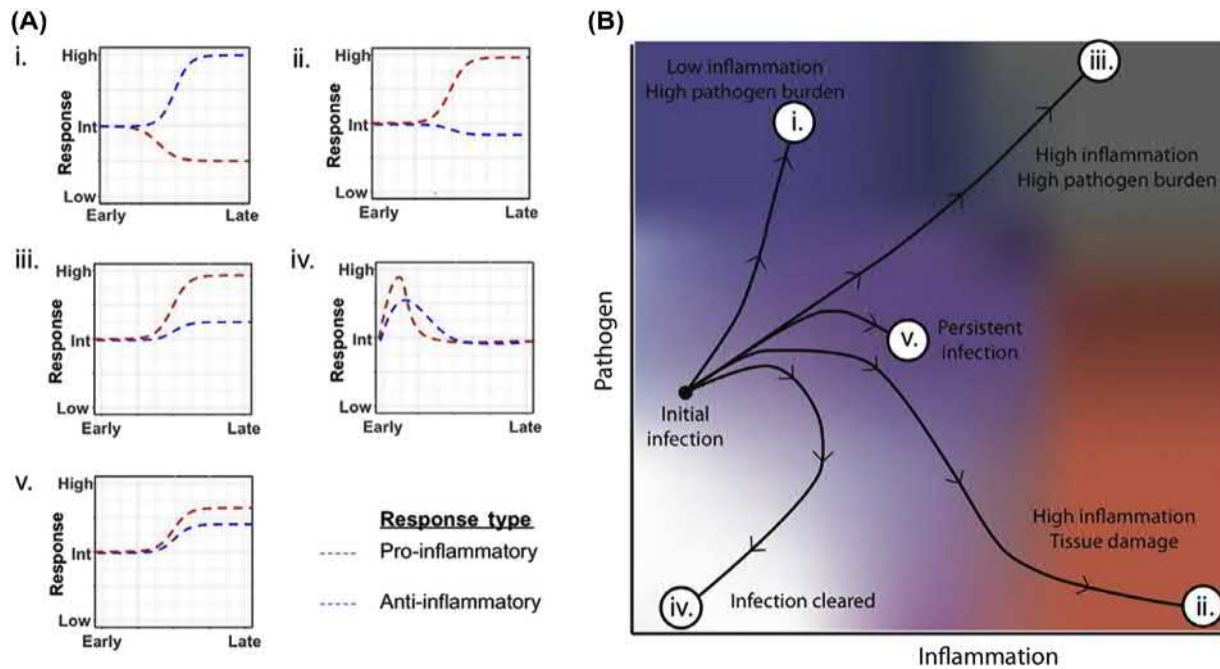 (A)
i.
High
Int
Low
Response
Early
Late
ii.
High
Int
Low
Response
Early
Late
iii.
High
Int
Low
Response
Early
Late
iv.
High
Int
Low
Response
Early
Late
v.
High
Int
Low
Response
Early
Late
Response type
Pro-inflammatory
Anti-inflammatory
(B)
Pathogen
Inflammation
Low inflammation
High pathogen burden
i.
iii.
High inflammation
High pathogen burden
v.
Persistent
infection
Initial
infection
High inflammation
Tissue damage
iv.
Infection cleared
ii.